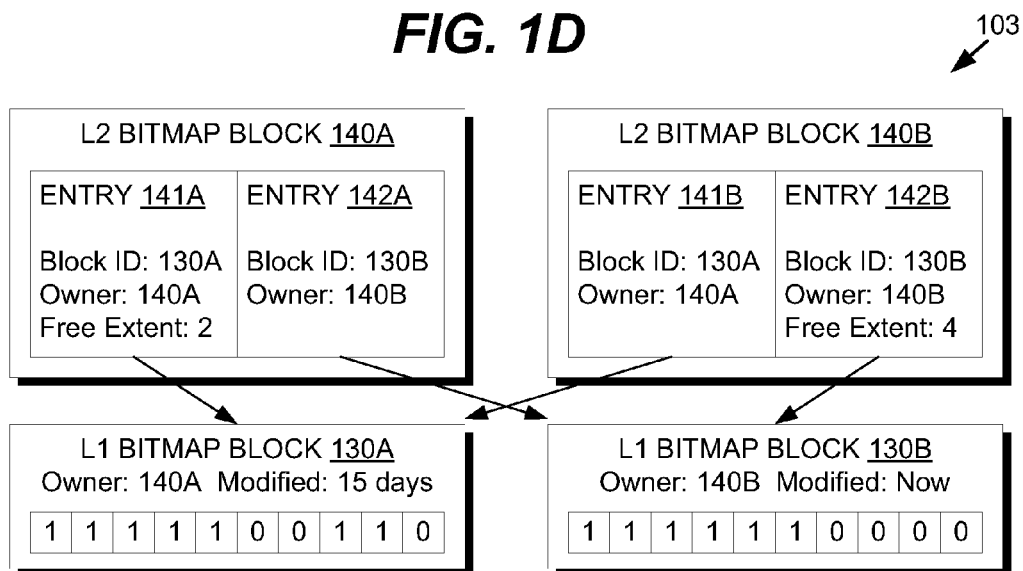 FIG. 1D
103
L2 BITMAP BLOCK 140A
ENTRY 141A
Block ID: 130A
Owner: 140A
Free Extent: 2
ENTRY 142A
Block ID: 130B
Owner: 140B
L2 BITMAP BLOCK 140B
ENTRY 141B
Block ID: 130A
Owner: 140A
ENTRY 142B
Block ID: 130B
Owner: 140B
Free Extent: 4
L1 BITMAP BLOCK 130A
Owner: 140A Modified: 15 days
1 1 1 1 1 0 0 1 1 0
L1 BITMAP BLOCK 130B
Owner: 140B Modified: Now
1 1 1 1 1 1 0 0 0 0